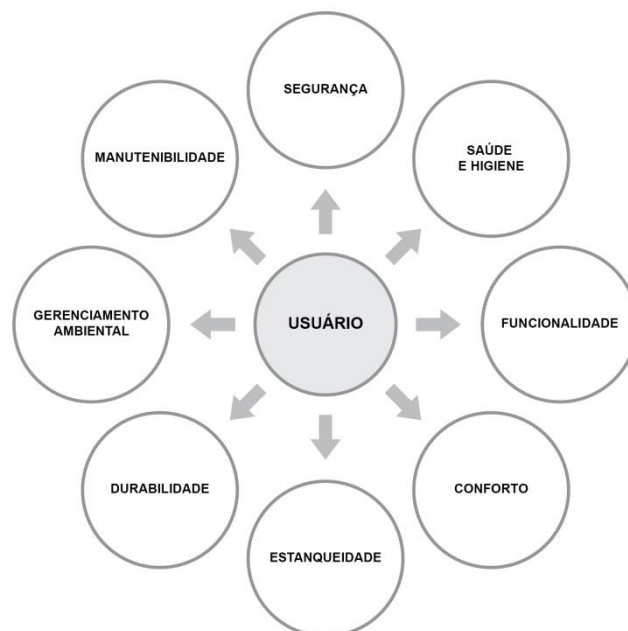 SEGURANÇA
SAÚDE
E HIGIENE
FUNCIONALIDADE
CONFORTO
ESTANQUEIDADE
DURABILIDADE
GERENCIAMENTO
AMBIENTAL
MANUTENIBILIDADE
USUÁRIO